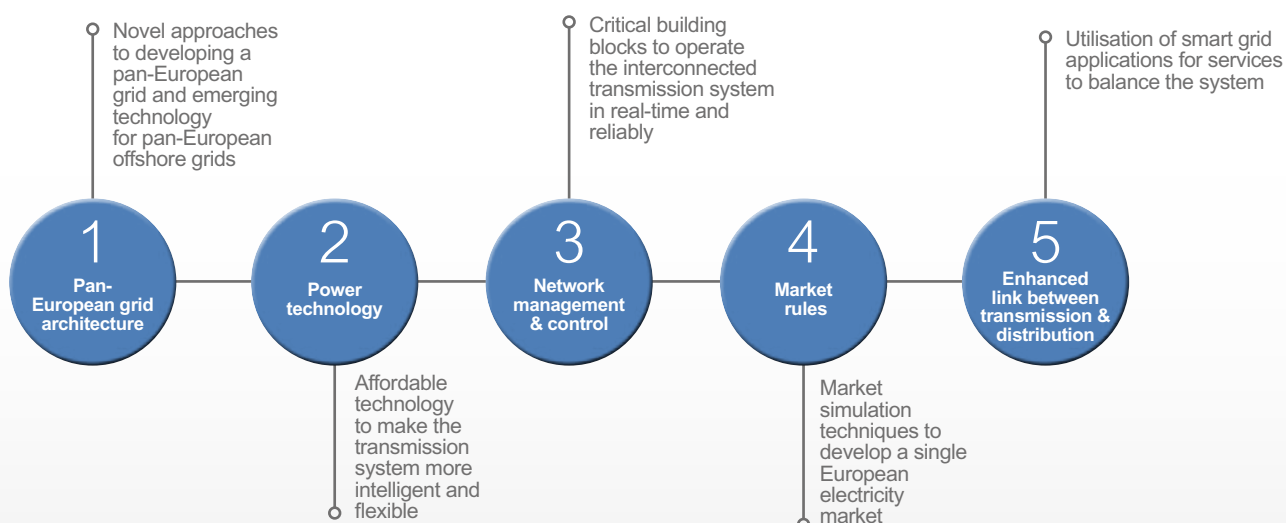 Novel approaches
to developing a
pan-European
grid and emerging
technology
for pan-European
offshore grids
Critical building
blocks to operate
the interconnected
transmission system
in real-time and
reliably
Utilisation of smart grid
applications for services
to balance the system
1
Pan-
European grid
architecture
2
Power
technology
3
Network
management
& control
4
Market
rules
5
Enhanced
link between
transmission &
distribution
Affordable
technology
to make the
transmission
system more
intelligent and
flexible
Market
simulation
techniques to
develop a single
European
electricity
market